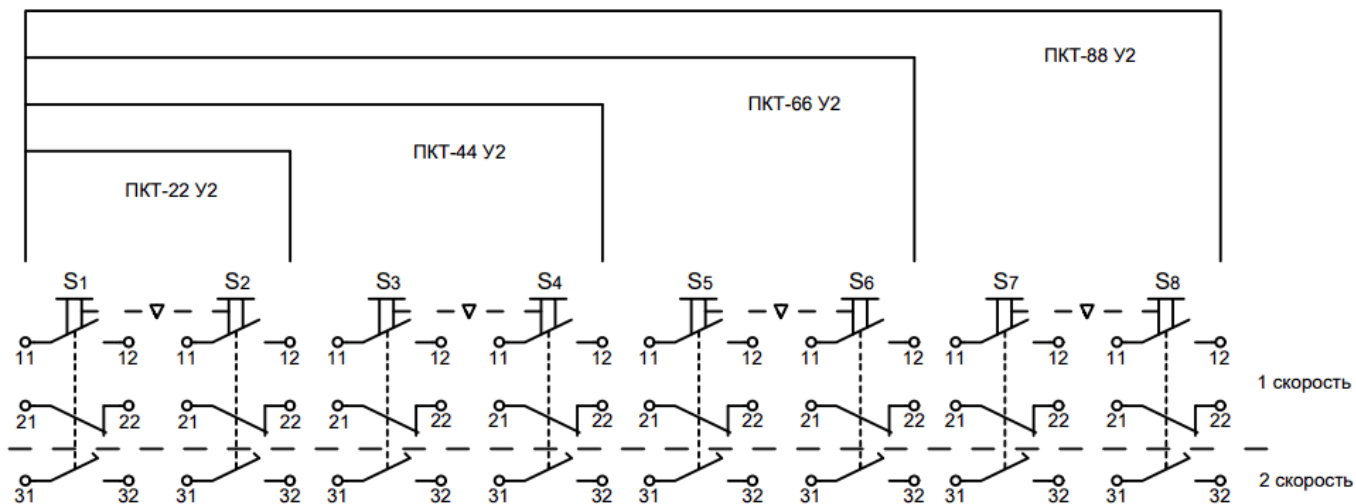 ПКТ-88 У2
ПКТ-66 У2
ПКТ-44 У2
ПКТ-22 У2
S1 S2 S3 S4 S5 S6 S7 S8
11 12 11 12 11 12 11 12 11 12 11 12 11 12 11 12
1 скорость
21 22 21 22 21 22 21 22 21 22 21 22 21 22 21 22
31 32 31 32 31 32 31 32 31 32 31 32 31 32 31 32
2 скорость